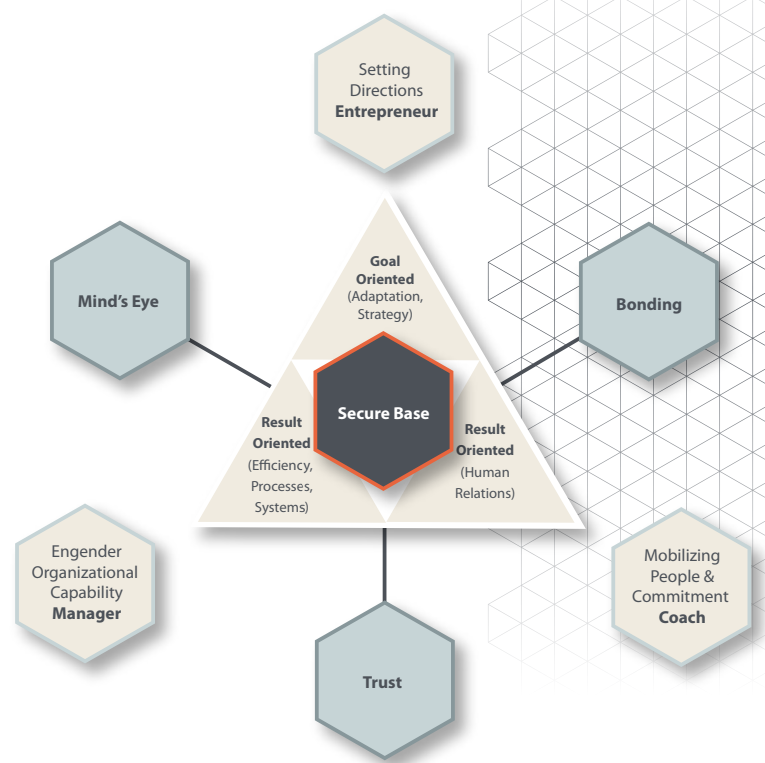 Setting
Directions
Entrepreneur
Goal
Oriented
(Adaptation,
Strategy)
Mind's Eye
Bonding
Secure Base
Result
Oriented
(Efficiency,
Processes,
Systems)
Result
Oriented
(Human
Relations)
Engender
Organizational
Capability
Manager
Mobilizing
People &
Commitment
Coach
Trust